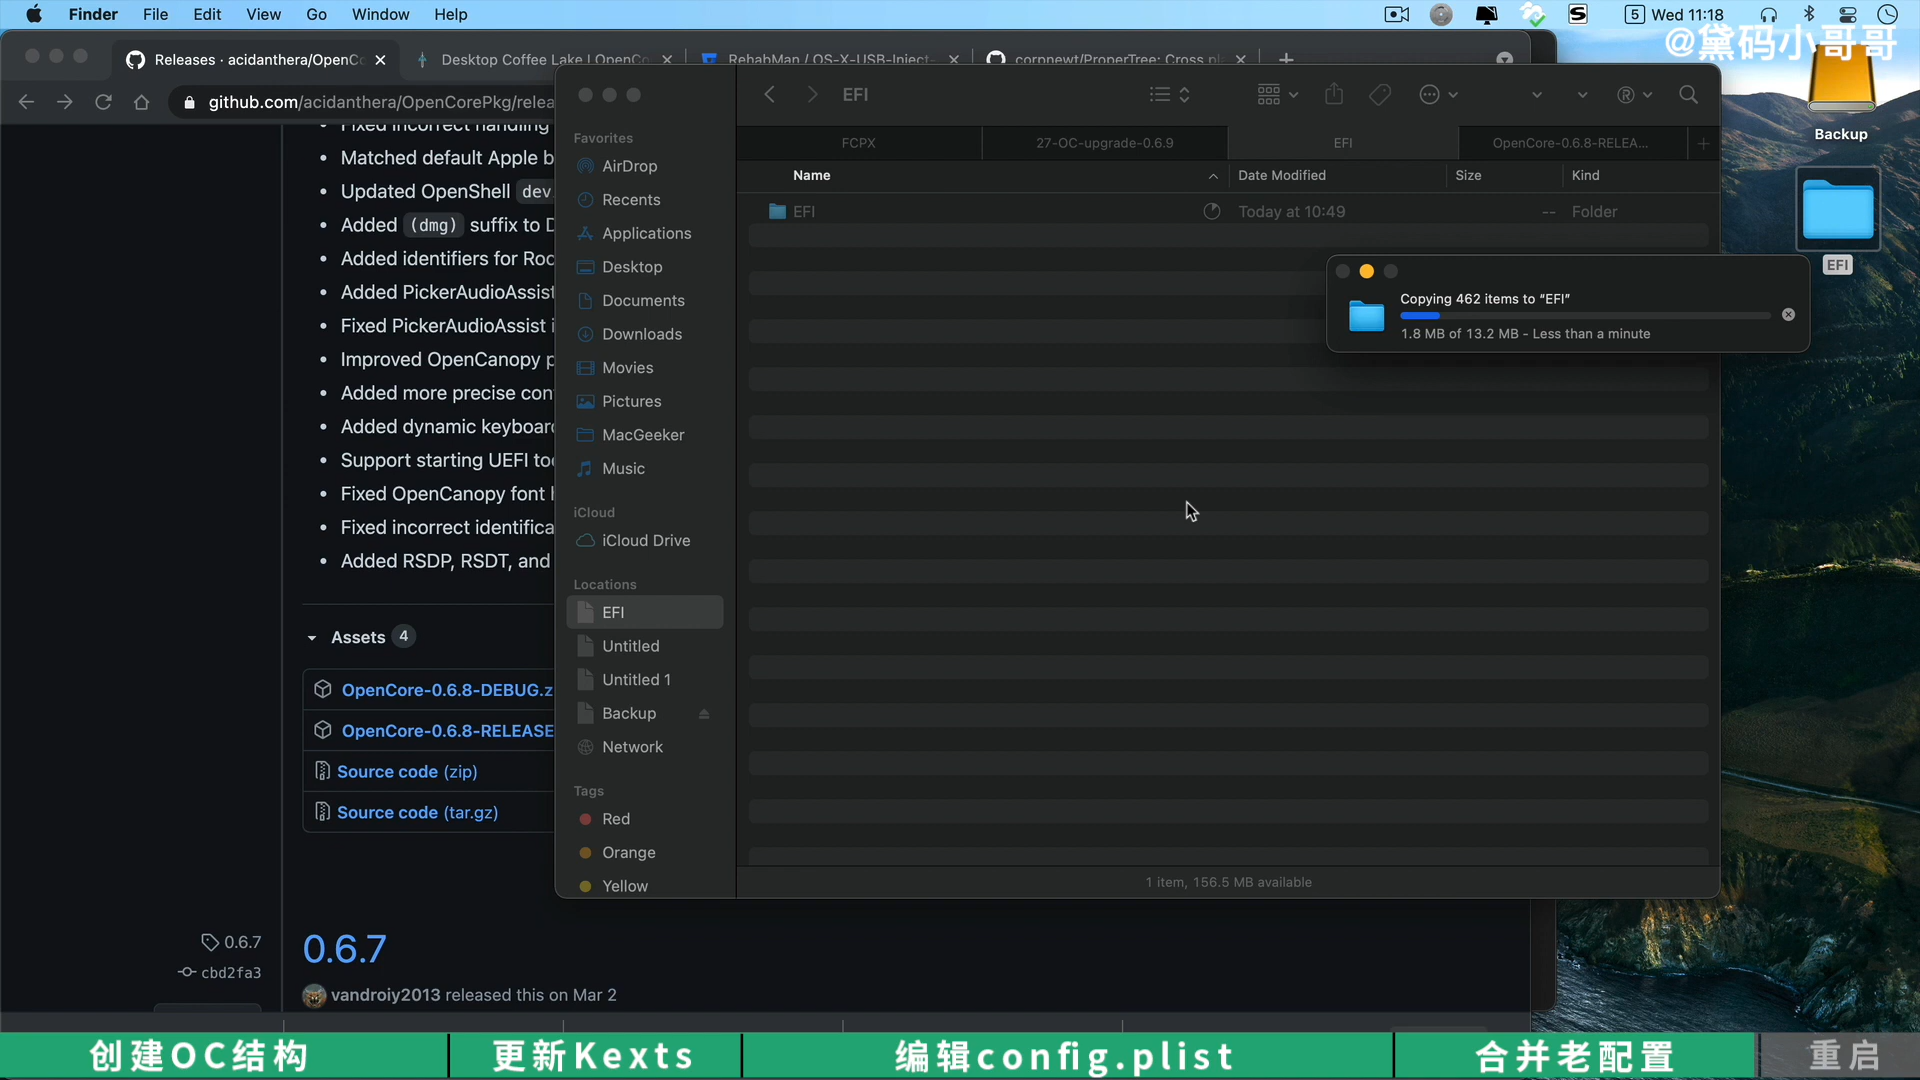 Finder File Edit View Go Window Help
5 Wed 11:18
@黛码小哥哥
Releases · acidanthera/OpenCo
Desktop Coffee Lake | OpenCo
RehabMan / OS-X-USB-Inject-
corpnewt/ProperTree: Cross pl
github.com/acidanthera/OpenCorePkg/relea
Fixed incorrect handling
Matched default Apple b
Updated OpenShell dev.
Added (dmg) suffix to D
Added identifiers for Roc
Added PickerAudioAssist
Fixed PickerAudioAssist i
Improved OpenCanopy p
Added more precise con
Added dynamic keyboard
Support starting UEFI too
Fixed OpenCanopy font h
Fixed incorrect identifica
Added RSDP, RSDT, and
Assets 4
OpenCore-0.6.8-DEBUG.z
OpenCore-0.6.8-RELEASE
Source code (zip)
Source code (tar.gz)
0.6.7
cbd2fa3
0.6.7
vandroiy2013 released this on Mar 2
Favorites
AirDrop
Recents
Applications
Desktop
Documents
Downloads
Movies
Pictures
MacGeeker
Music
iCloud
iCloud Drive
Locations
EFI
Untitled
Untitled 1
Backup
Network
Tags
Red
Orange
Yellow
EFI
FCPX
27-OC-upgrade-0.6.9
EFI
OpenCore-0.6.8-RELEA...
Name Date Modified Size Kind
EFI Today at 10:49 -- Folder
1 item, 156.5 MB available
Copying 462 items to “EFI”
1.8 MB of 13.2 MB - Less than a minute
Backup
EFI
创建OC结构
更新Kexts
编辑config.plist
合并老配置
重启